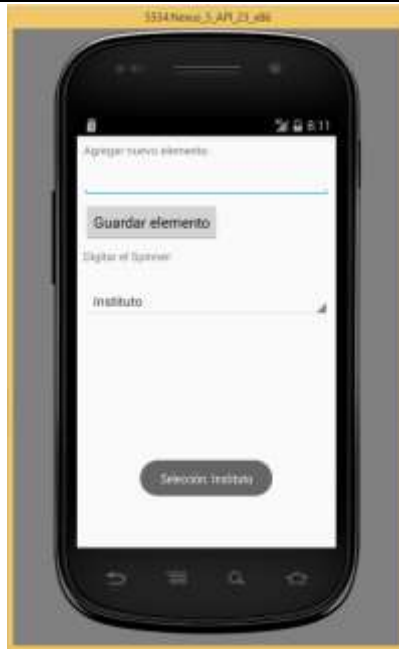 5554:Nexus_5_API_23_x86
8:11
Agregar nuevo elemento:
Guardar elemento
Digitar el Spinner
Instituto
Selección: Instituto